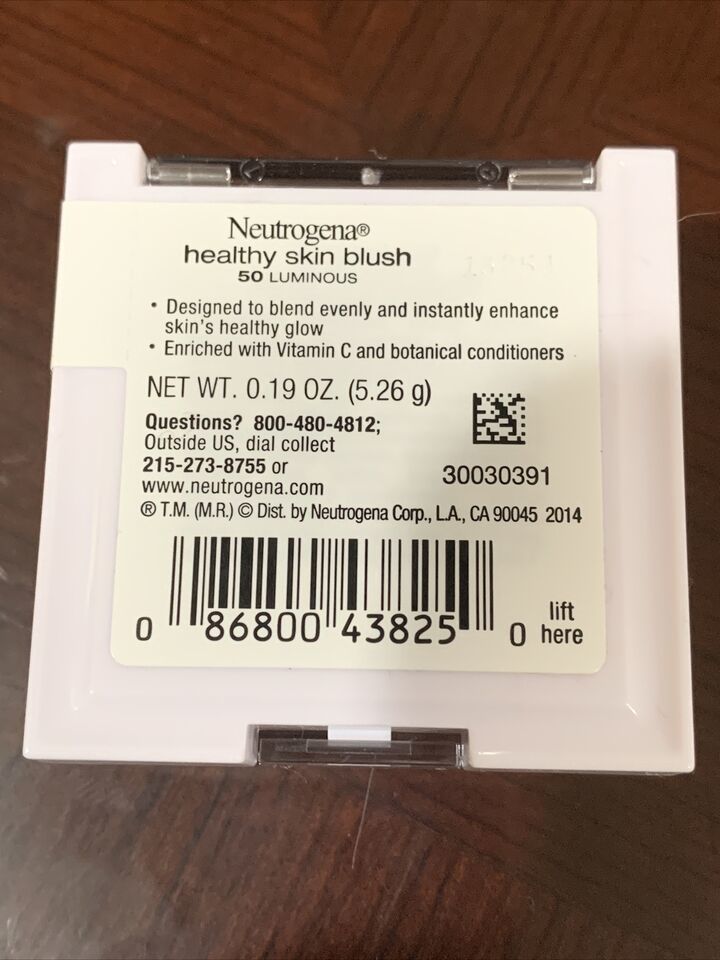 Neutrogena®
healthy skin blush
50 LUMINOUS
• Designed to blend evenly and instantly enhance
skin's healthy glow
• Enriched with Vitamin C and botanical conditioners
NET WT. 0.19 OZ. (5.26 g)
Questions? 800-480-4812;
Outside US, dial collect
215-273-8755 or
www.neutrogena.com
30030391
® T.M. (M.R.) © Dist. by Neutrogena Corp., L.A., CA 90045 2014
0 86800 43825 0
lift
here